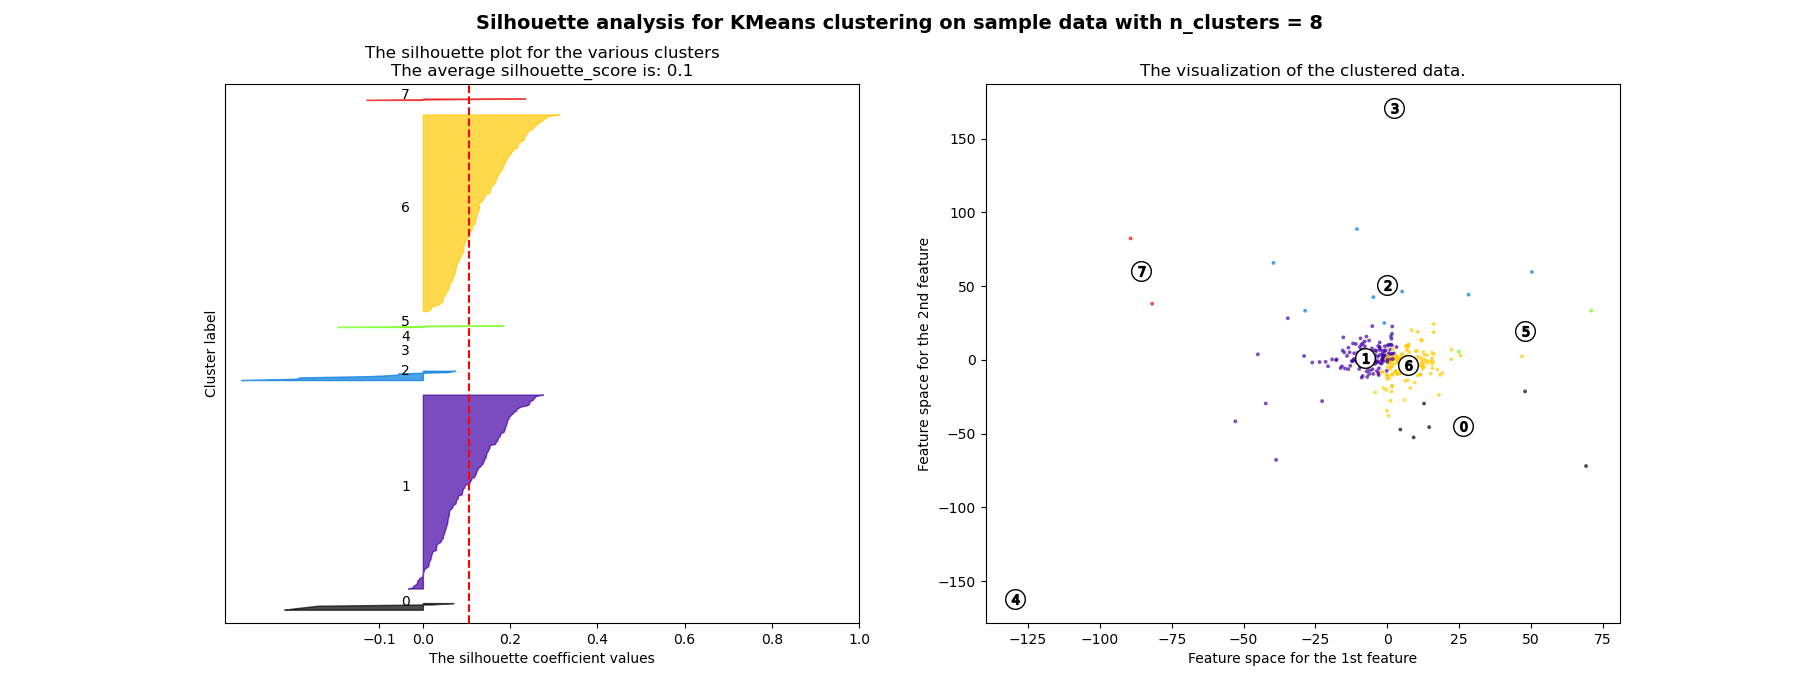 Silhouette analysis for KMeans clustering on sample data with n_clusters = 8
The silhouette plot for the various clusters
The average silhouette_score is: 0.1
7
6
5
4
3
2
1
0
Cluster label
−0.1 0.0 0.2 0.4 0.6 0.8 1.0
The silhouette coefficient values
The visualization of the clustered data.
3
7
2
5
1
6
0
4
150
100
50
0
−50
−100
−150
Feature space for the 2nd feature
−125 −100 −75 −50 −25 0 25 50 75
Feature space for the 1st feature